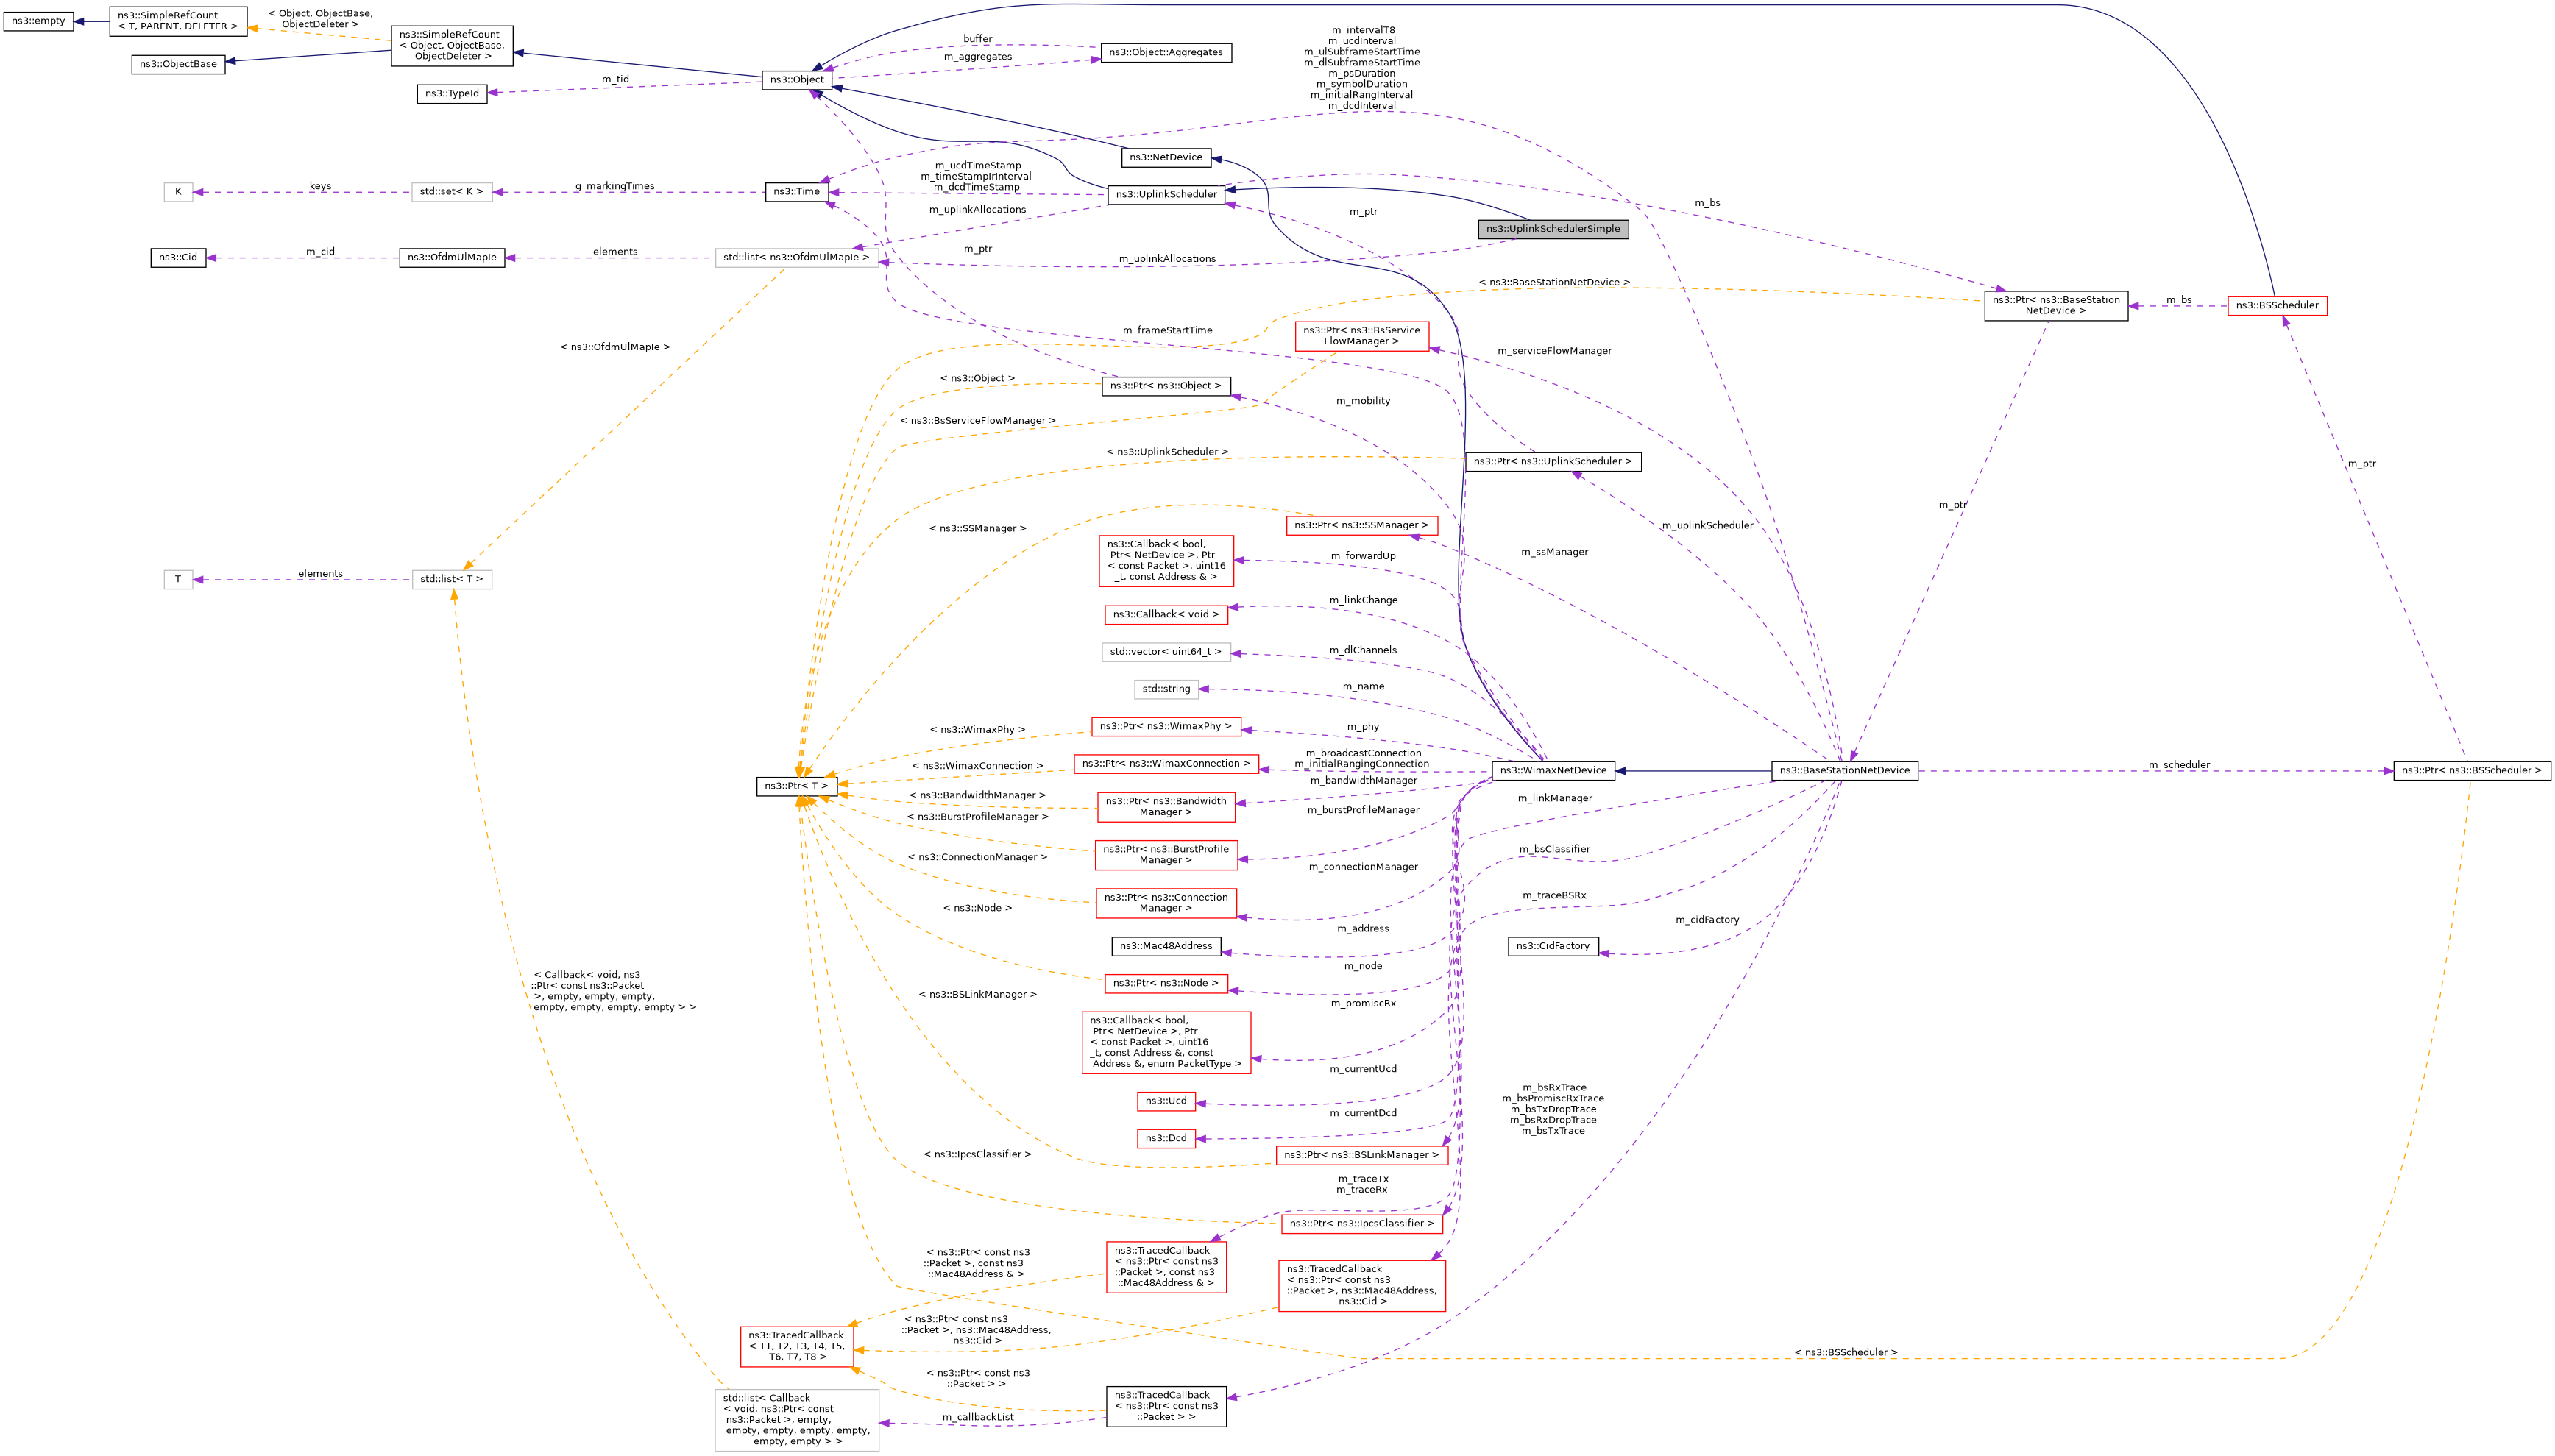 ns3::empty
ns3::SimpleRefCount
< T, PARENT, DELETER >
< Object, ObjectBase,
ObjectDeleter >
ns3::SimpleRefCount
< Object, ObjectBase,
ObjectDeleter >
ns3::ObjectBase
ns3::TypeId
m_tid
ns3::Object
buffer
m_aggregates
ns3::Object::Aggregates
m_intervalT8
m_ucdInterval
m_ulSubframeStartTime
m_dlSubframeStartTime
m_psDuration
m_symbolDuration
m_initialRangInterval
m_dcdInterval
ns3::NetDevice
K
keys
std::set< K >
g_markingTimes
ns3::Time
m_ucdTimeStamp
m_timeStampIrInterval
m_dcdTimeStamp
ns3::UplinkScheduler
m_uplinkAllocations
m_ptr
m_bs
ns3::UplinkSchedulerSimple
ns3::Cid
m_cid
ns3::OfdmUlMapIe
elements
std::list< ns3::OfdmUlMapIe >
m_ptr
m_uplinkAllocations
< ns3::BaseStationNetDevice >
ns3::Ptr< ns3::BaseStation
NetDevice >
m_bs
ns3::BSScheduler
< ns3::OfdmUlMapIe >
m_frameStartTime
ns3::Ptr< ns3::BsService
FlowManager >
m_serviceFlowManager
< ns3::Object >
ns3::Ptr< ns3::Object >
m_mobility
< ns3::BsServiceFlowManager >
< ns3::UplinkScheduler >
ns3::Ptr< ns3::UplinkScheduler >
m_ptr
m_ptr
< ns3::SSManager >
ns3::Ptr< ns3::SSManager >
m_uplinkScheduler
m_ssManager
ns3::Callback< bool,
Ptr< NetDevice >, Ptr
< const Packet >, uint16
_t, const Address & >
m_forwardUp
T
elements
std::list< T >
ns3::Callback< void >
m_linkChange
std::vector< uint64_t >
m_dlChannels
std::string
m_name
< ns3::WimaxPhy >
ns3::Ptr< ns3::WimaxPhy >
m_phy
ns3::Ptr< T >
< ns3::WimaxConnection >
ns3::Ptr< ns3::WimaxConnection >
m_broadcastConnection
m_initialRangingConnection
ns3::WimaxNetDevice
ns3::BaseStationNetDevice
m_scheduler
ns3::Ptr< ns3::BSScheduler >
< ns3::BandwidthManager >
ns3::Ptr< ns3::Bandwidth
Manager >
m_bandwidthManager
m_linkManager
< ns3::BurstProfileManager >
ns3::Ptr< ns3::BurstProfile
Manager >
m_burstProfileManager
m_bsClassifier
< ns3::ConnectionManager >
ns3::Ptr< ns3::Connection
Manager >
m_connectionManager
m_traceBSRx
< ns3::Node >
ns3::Mac48Address
m_address
m_cidFactory
ns3::CidFactory
ns3::Ptr< ns3::Node >
m_node
< Callback< void, ns3
::Ptr< const ns3::Packet
>, empty, empty, empty,
empty, empty, empty, empty > >
< ns3::BSLinkManager >
ns3::Callback< bool,
Ptr< NetDevice >, Ptr
< const Packet >, uint16
_t, const Address &, const
Address &, enum PacketType >
m_promiscRx
ns3::Ucd
m_currentUcd
ns3::Dcd
m_currentDcd
m_bsRxTrace
m_bsPromiscRxTrace
m_bsTxDropTrace
m_bsRxDropTrace
m_bsTxTrace
< ns3::IpcsClassifier >
ns3::Ptr< ns3::BSLinkManager >
m_traceTx
m_traceRx
ns3::Ptr< ns3::IpcsClassifier >
< ns3::Ptr< const ns3
::Packet >, const ns3
::Mac48Address & >
ns3::TracedCallback
< ns3::Ptr< const ns3
::Packet >, const ns3
::Mac48Address & >
ns3::TracedCallback
< ns3::Ptr< const ns3
::Packet >, ns3::Mac48Address,
ns3::Cid >
< ns3::Ptr< const ns3
::Packet >, ns3::Mac48Address,
ns3::Cid >
ns3::TracedCallback
< T1, T2, T3, T4, T5,
T6, T7, T8 >
< ns3::BSScheduler >
< ns3::Ptr< const ns3
::Packet > >
std::list< Callback
< void, ns3::Ptr< const
ns3::Packet >, empty,
empty, empty, empty, empty,
empty, empty > >
m_callbackList
ns3::TracedCallback
< ns3::Ptr< const ns3
::Packet > >